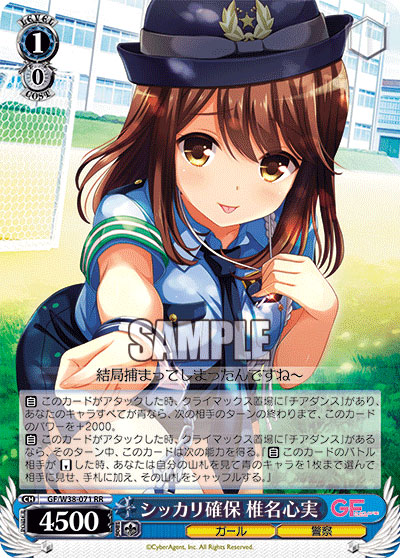 LEVEL
1
0
COST
SAMPLE
結局捕まってしまったんですね〜
自 このカードがアタックした時、クライマックス置場に「チアダンス」があり、
あなたのキャラすべてが青なら、次の相手のターンの終わりまで、このカード
のパワーを+2000。
自 このカードがアタックした時、クライマックス置場に「チアダンス」がある
なら、そのターン中、このカードは次の能力を得る。『自 このカードのバトル
相手が した時、あなたは自分の山札を見て青のキャラを1枚まで選んで
相手に見せ、手札に加え、その山札をシャッフルする。』
CH GF/W38-071 RR
POWER
4500
シッカリ確保 椎名心実
GF
ガール 警察
©CyberAgent, Inc. All Rights Reserved.